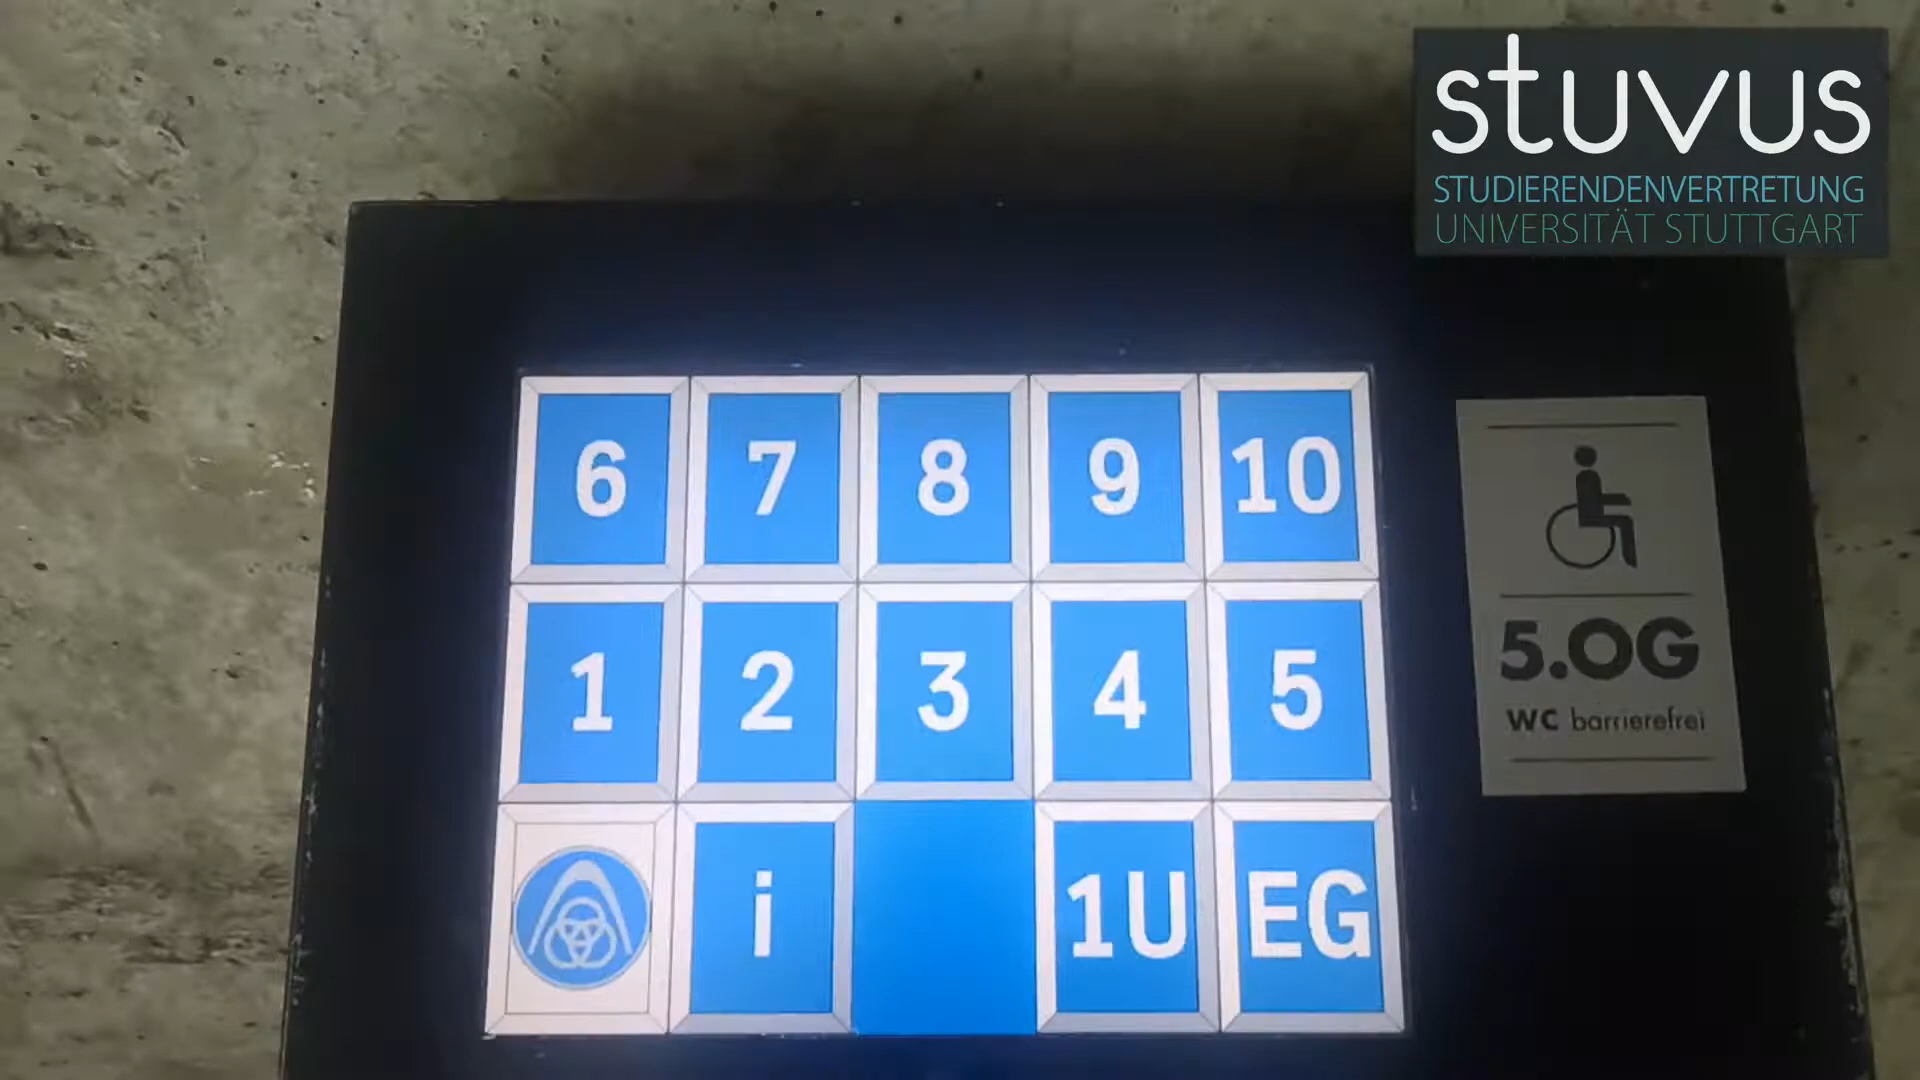 stuvus
STUDIERENDENVERTRETUNG
UNIVERSITÄT STUTTGART
6 7 8 9 10
1 2 3 4 5
i 1U EG
5.OG
WC barrierefrei